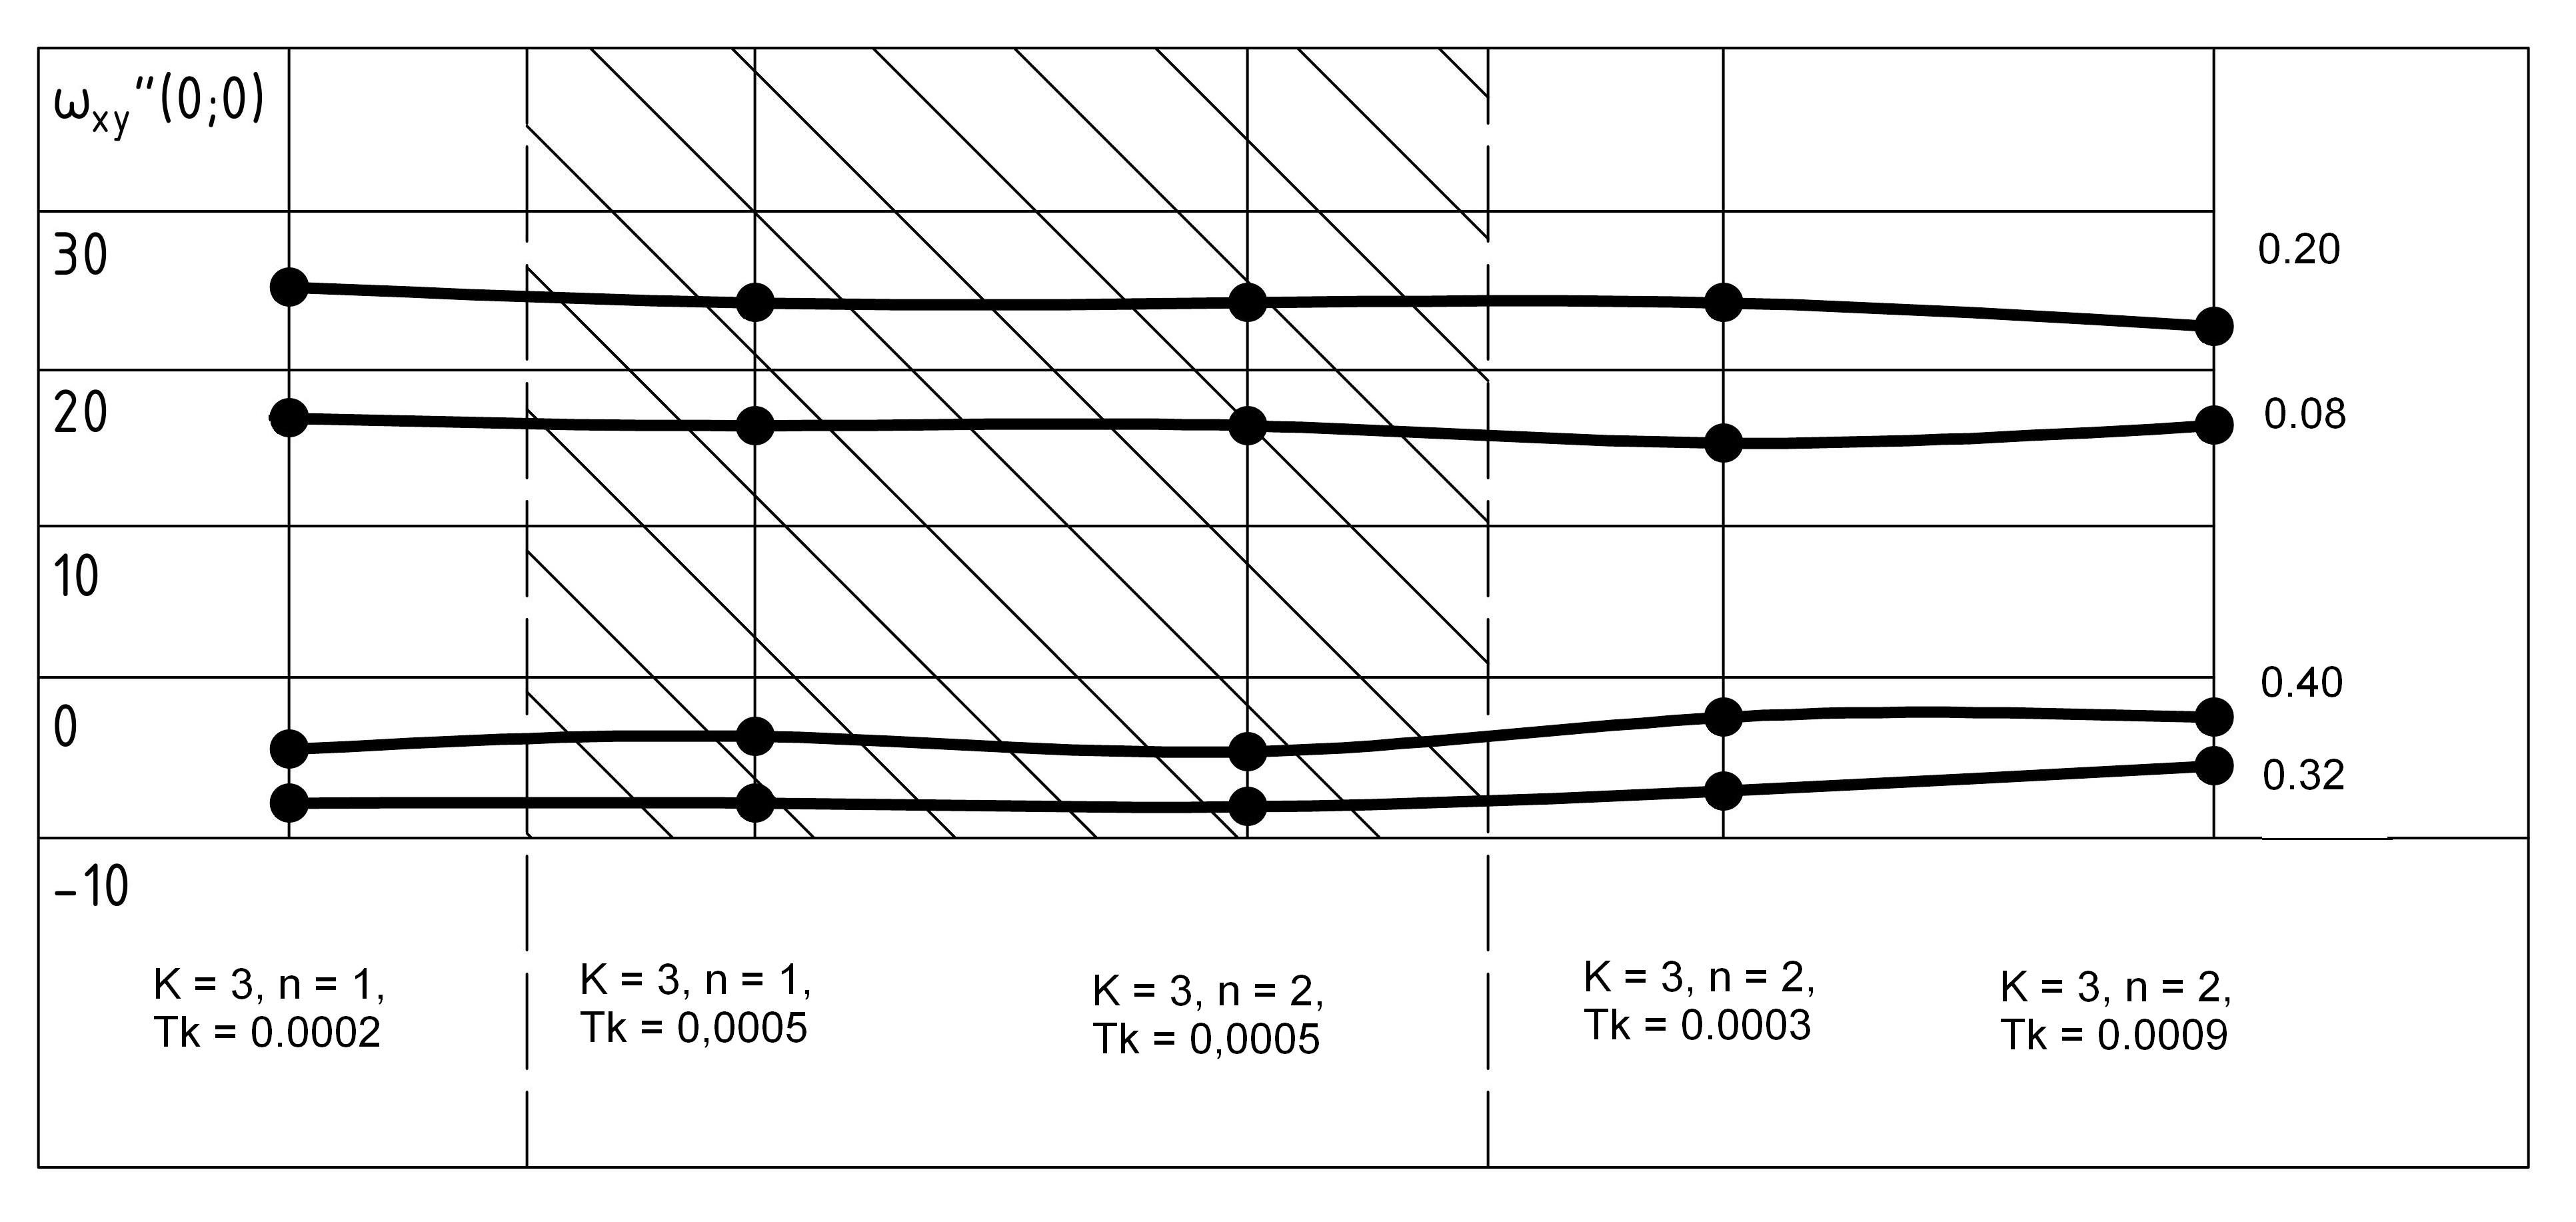 ωxy″(0;0)
30
0.20
20
0.08
10
0.40
0
0.32
-10
K = 3, n = 1,
Tk = 0.0002
K = 3, n = 1,
Tk = 0,0005
K = 3, n = 2,
Tk = 0,0005
K = 3, n = 2,
Tk = 0.0003
K = 3, n = 2,
Tk = 0.0009